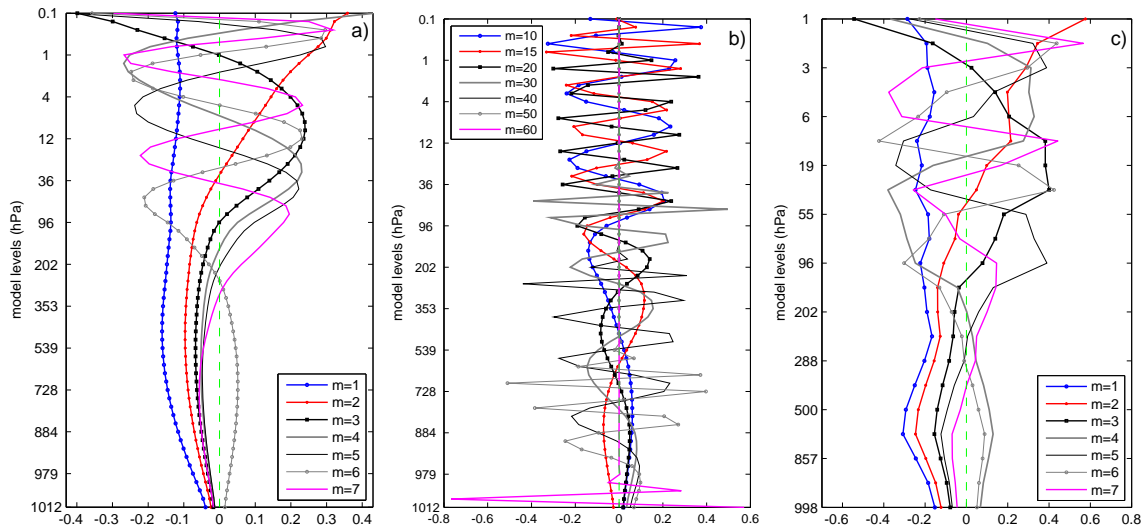 a)
model levels (hPa)
0.1
1
4
12
36
96
202
353
539
728
884
979
1012
-0.4 -0.3 -0.2 -0.1 0 0.1 0.2 0.3 0.4
m=1
m=2
m=3
m=4
m=5
m=6
m=7
b)
model levels (hPa)
0.1
1
4
12
36
96
202
353
539
728
884
979
1012
-0.8 -0.6 -0.4 -0.2 0 0.2 0.4 0.6
m=10
m=15
m=20
m=30
m=40
m=50
m=60
c)
model levels (hPa)
1
3
6
19
55
96
202
288
500
857
998
-0.6 -0.4 -0.2 0 0.2 0.4 0.6 0.8
m=1
m=2
m=3
m=4
m=5
m=6
m=7